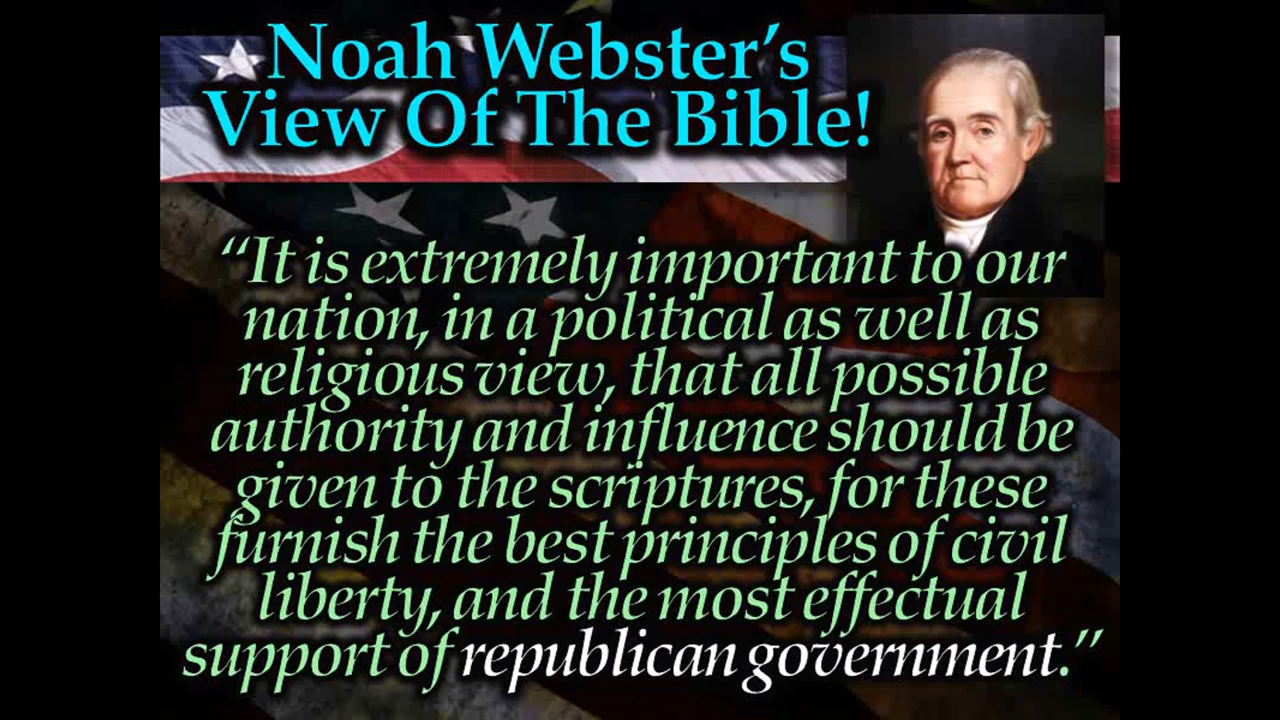 Noah Webster’s
View Of The Bible!
“It is extremely important to our
nation, in a political as well as
religious view, that all possible
authority and influence should be
given to the scriptures, for these
furnish the best principles of civil
liberty, and the most effectual
support of republican government.”